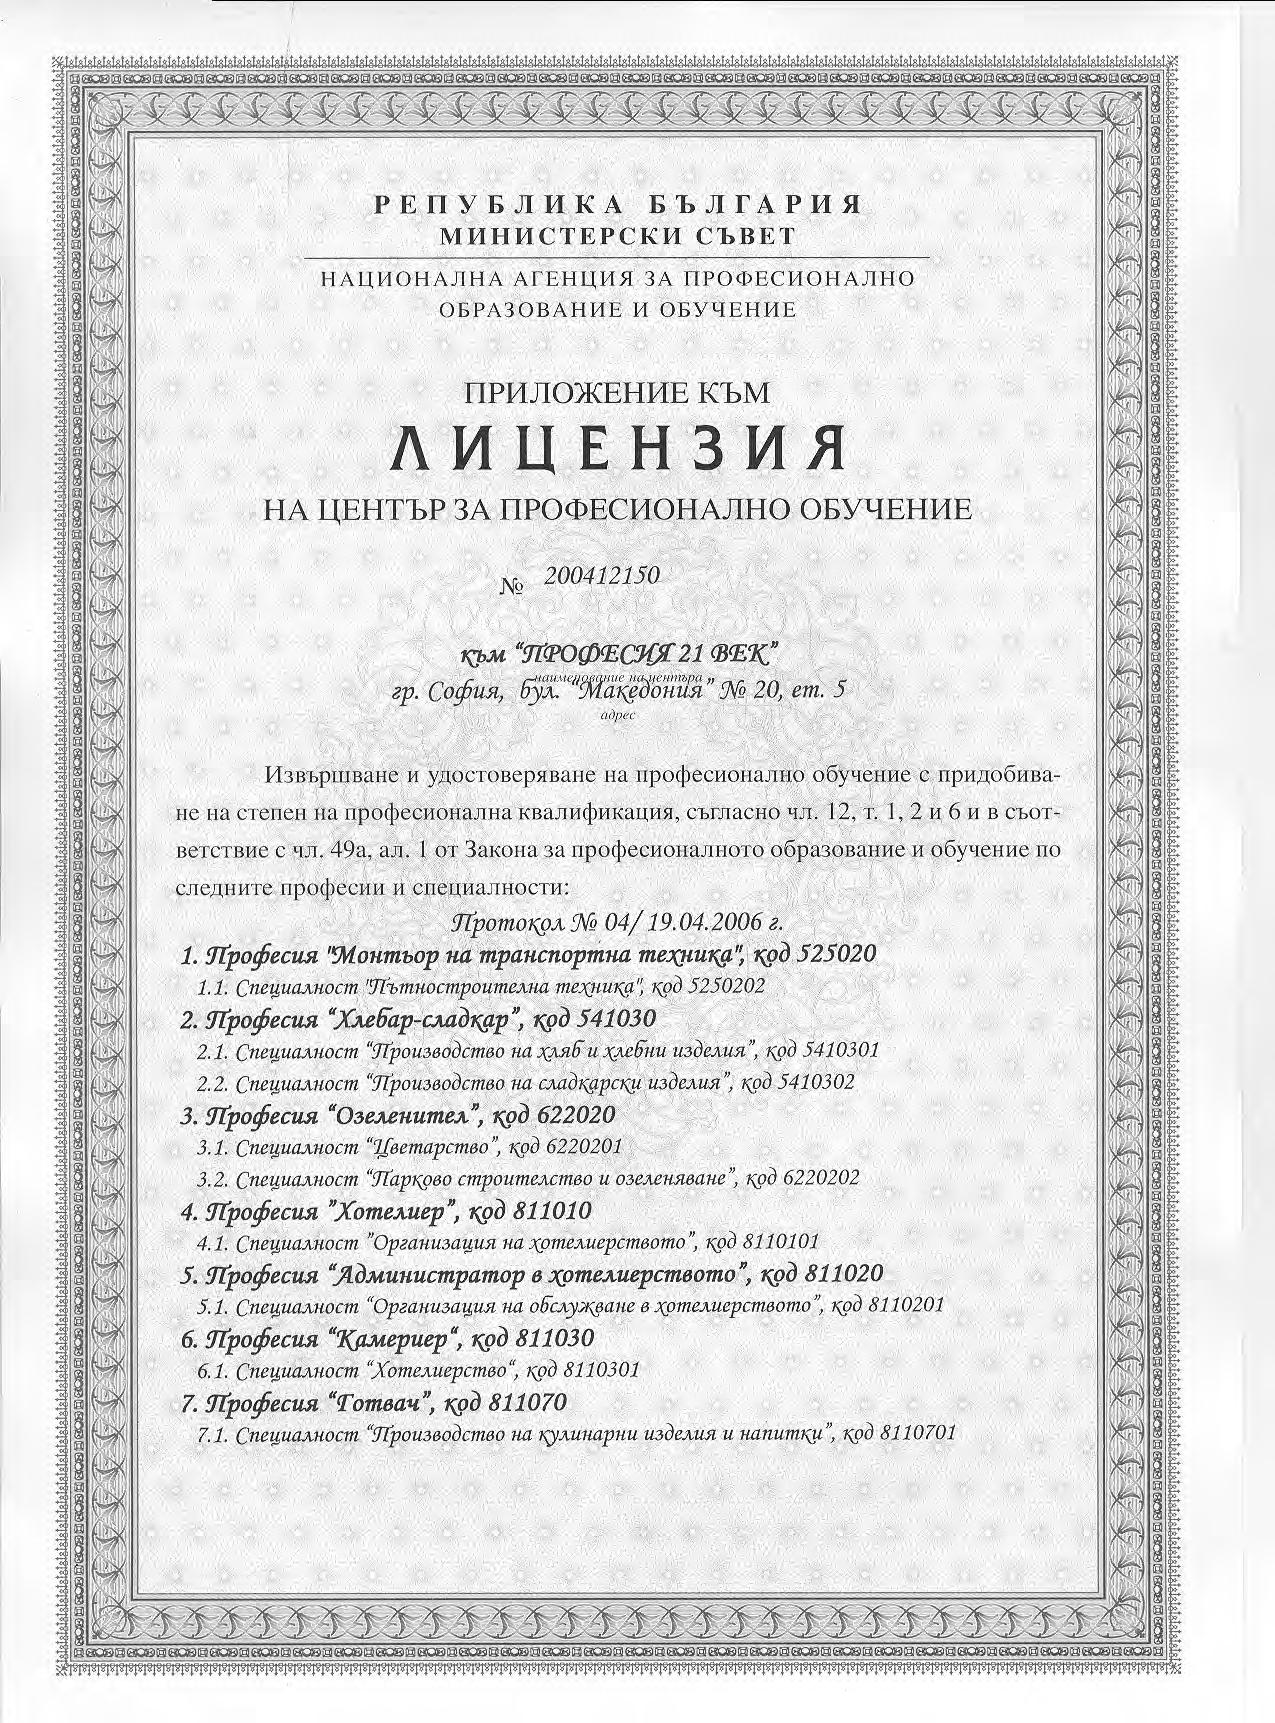 РЕПУБЛИКА БЪЛГАРИЯ
МИНИСТЕРСКИ СЪВЕТ
НАЦИОНАЛНА АГЕНЦИЯ ЗА ПРОФЕСИОНАЛНО
ОБРАЗОВАНИЕ И ОБУЧЕНИЕ
ПРИЛОЖЕНИЕ КЪМ
ЛИЦЕНЗИЯ
НА ЦЕНТЪР ЗА ПРОФЕСИОНАЛНО ОБУЧЕНИЕ
№ 200412150
към “ПРОФЕСИЯ 21 ВЕК”
наименование на центъра
гр. София, бул. “Македония” № 20, ет. 5
адрес
Извършване и удостоверяване на професионално обучение с придобива-
не на степен на професионална квалификация, съгласно чл. 12, т. 1, 2 и 6 и в съот-
ветствие с чл. 49а, ал. 1 от Закона за професионалното образование и обучение по
следните професии и специалности:
Протокол № 04/ 19.04.2006 г.
1. Професия "Монтьор на транспортна техника", код 525020
1.1. Специалност "Пътностроителна техника", код 5250202
2. Професия “Хлебар-сладкар”, код 541030
2.1. Специалност “Производство на хляб и хлебни изделия”, код 5410301
2.2. Специалност “Производство на сладкарски изделия”, код 5410302
3. Професия “Озеленител”, код 622020
3.1. Специалност “Цветарство”, код 6220201
3.2. Специалност “Парково строителство и озеленяване”, код 6220202
4. Професия ”Хотелиер”, код 811010
4.1. Специалност ”Организация на хотелиерството”, код 8110101
5. Професия “Администратор в хотелиерството”, код 811020
5.1. Специалност “Организация на обслужване в хотелиерството”, код 8110201
6. Професия “Камериер“, код 811030
6.1. Специалност “Хотелиерство“, код 8110301
7. Професия “Готвач”, код 811070
7.1. Специалност “Производство на кулинарни изделия и напитки”, код 8110701